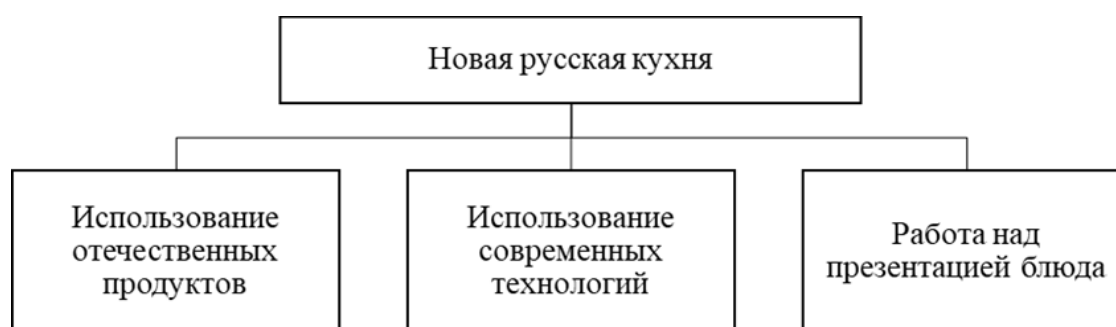 Новая русская кухня
Использование
отечественных
продуктов
Использование
современных
технологий
Работа над
презентацией блюда